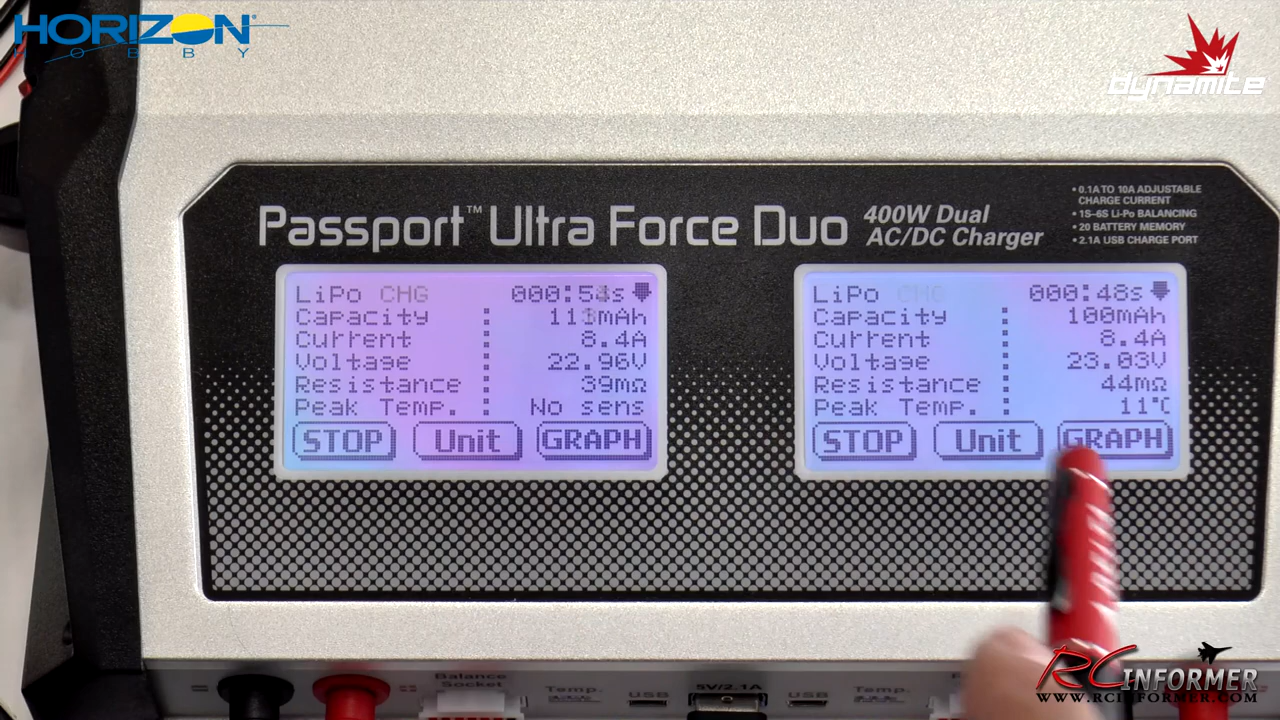 HORIZON
HOBBY
dynamite
Passport™ Ultra Force Duo
400W Dual
AC/DC Charger
• 0.1A TO 10A ADJUSTABLE
CHARGE CURRENT
• 1S–6S Li-Po BALANCING
• 20 BATTERY MEMORY
• 2.1A USB CHARGE PORT
LiPo CHG
Capacity : mAh
Current : 8.4A
Voltage : 22.96V
Resistance : 39mΩ
Peak Temp. : No sens
STOP Unit GRAPH
LiPo CHG 000:48s
Capacity : 100mAh
Current : 8.4A
Voltage : 23.03V
Resistance : 44mΩ
Peak Temp. : 11°C
STOP Unit GRAPH
Balance
Socket
Temp.
USB
5V/2.1A
USB
Temp.
RC INFORMER
WWW.RCINFORMER.COM